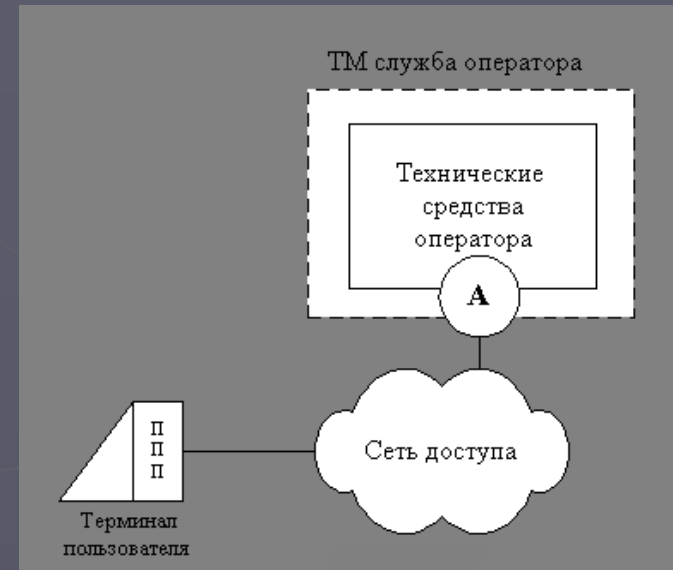 ТМ служба оператора
Технические
средства
оператора
А
Сеть доступа
П
П
П
Терминал
пользователя